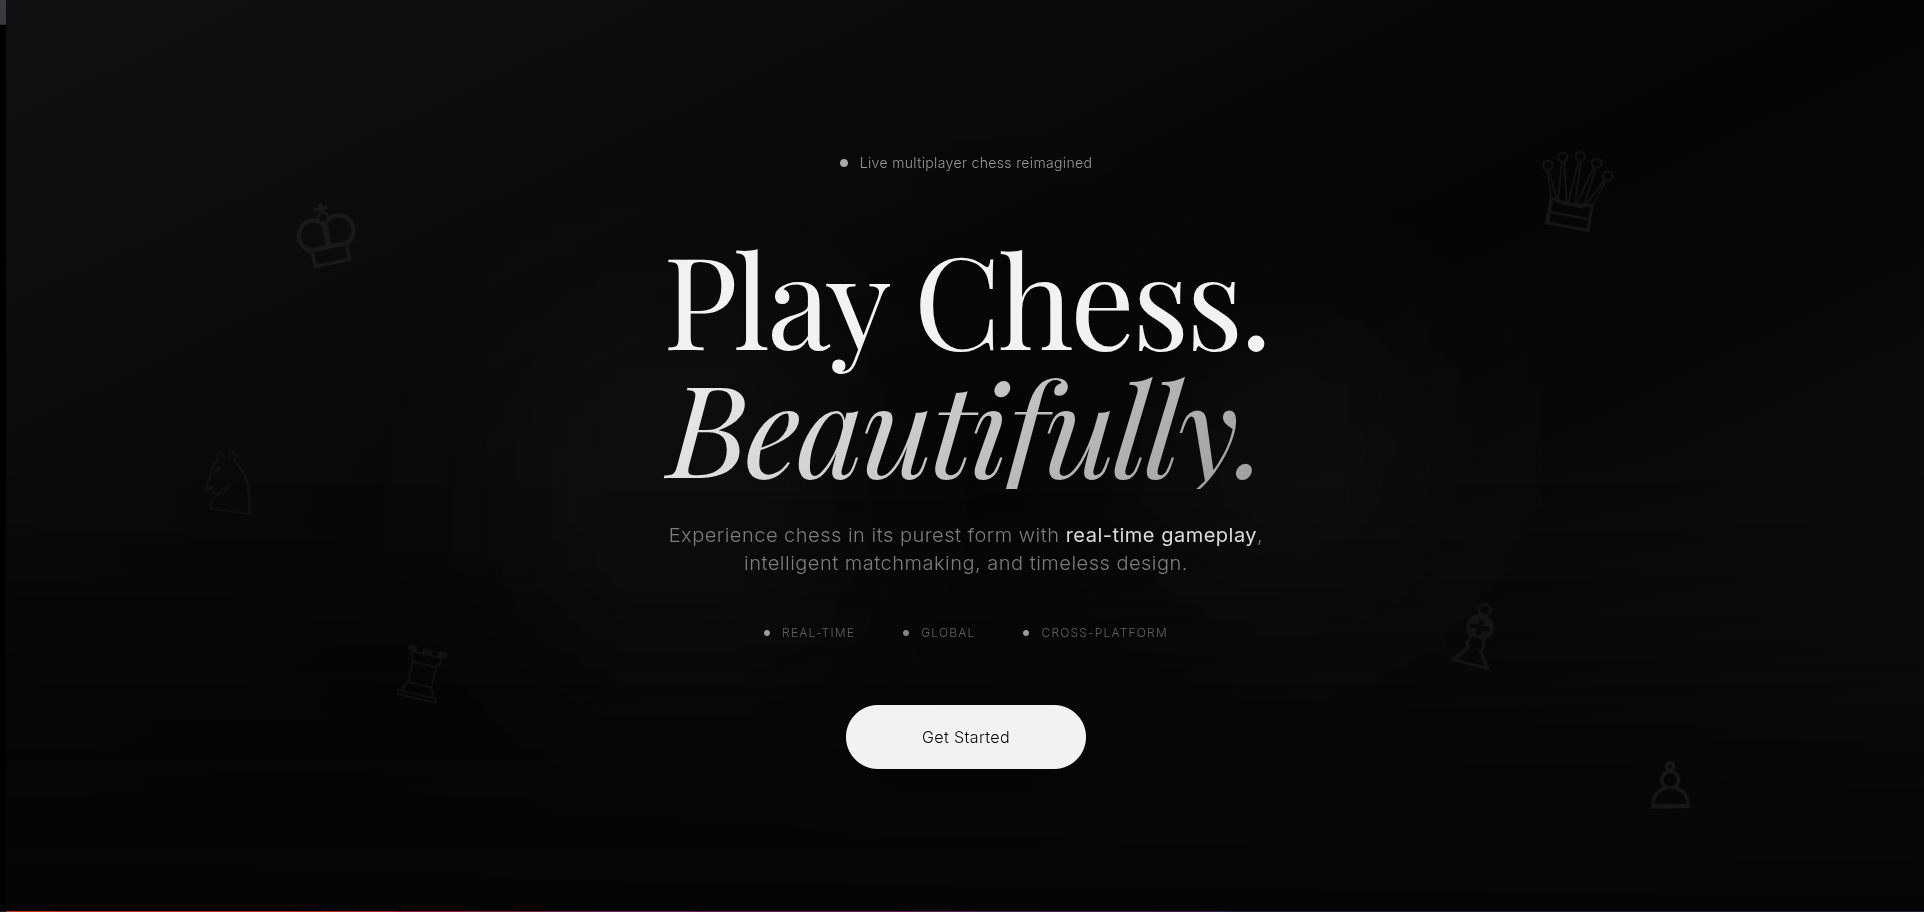 Live multiplayer chess reimagined
Play Chess.
Beautifully.
Experience chess in its purest form with real-time gameplay,
intelligent matchmaking, and timeless design.
REAL-TIME
GLOBAL
CROSS-PLATFORM
Get Started